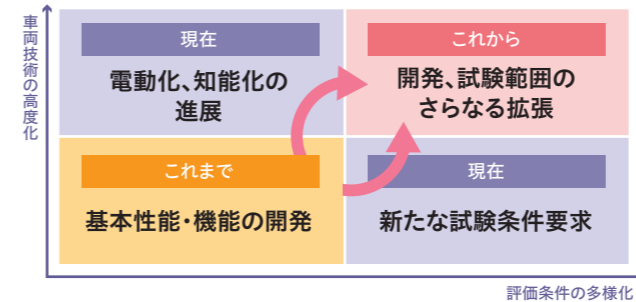 車両技術の高度化
現在
電動化、知能化の
進展
これから
開発、試験範囲の
さらなる拡張
これまで
基本性能・機能の開発
現在
新たな試験条件要求
評価条件の多様化